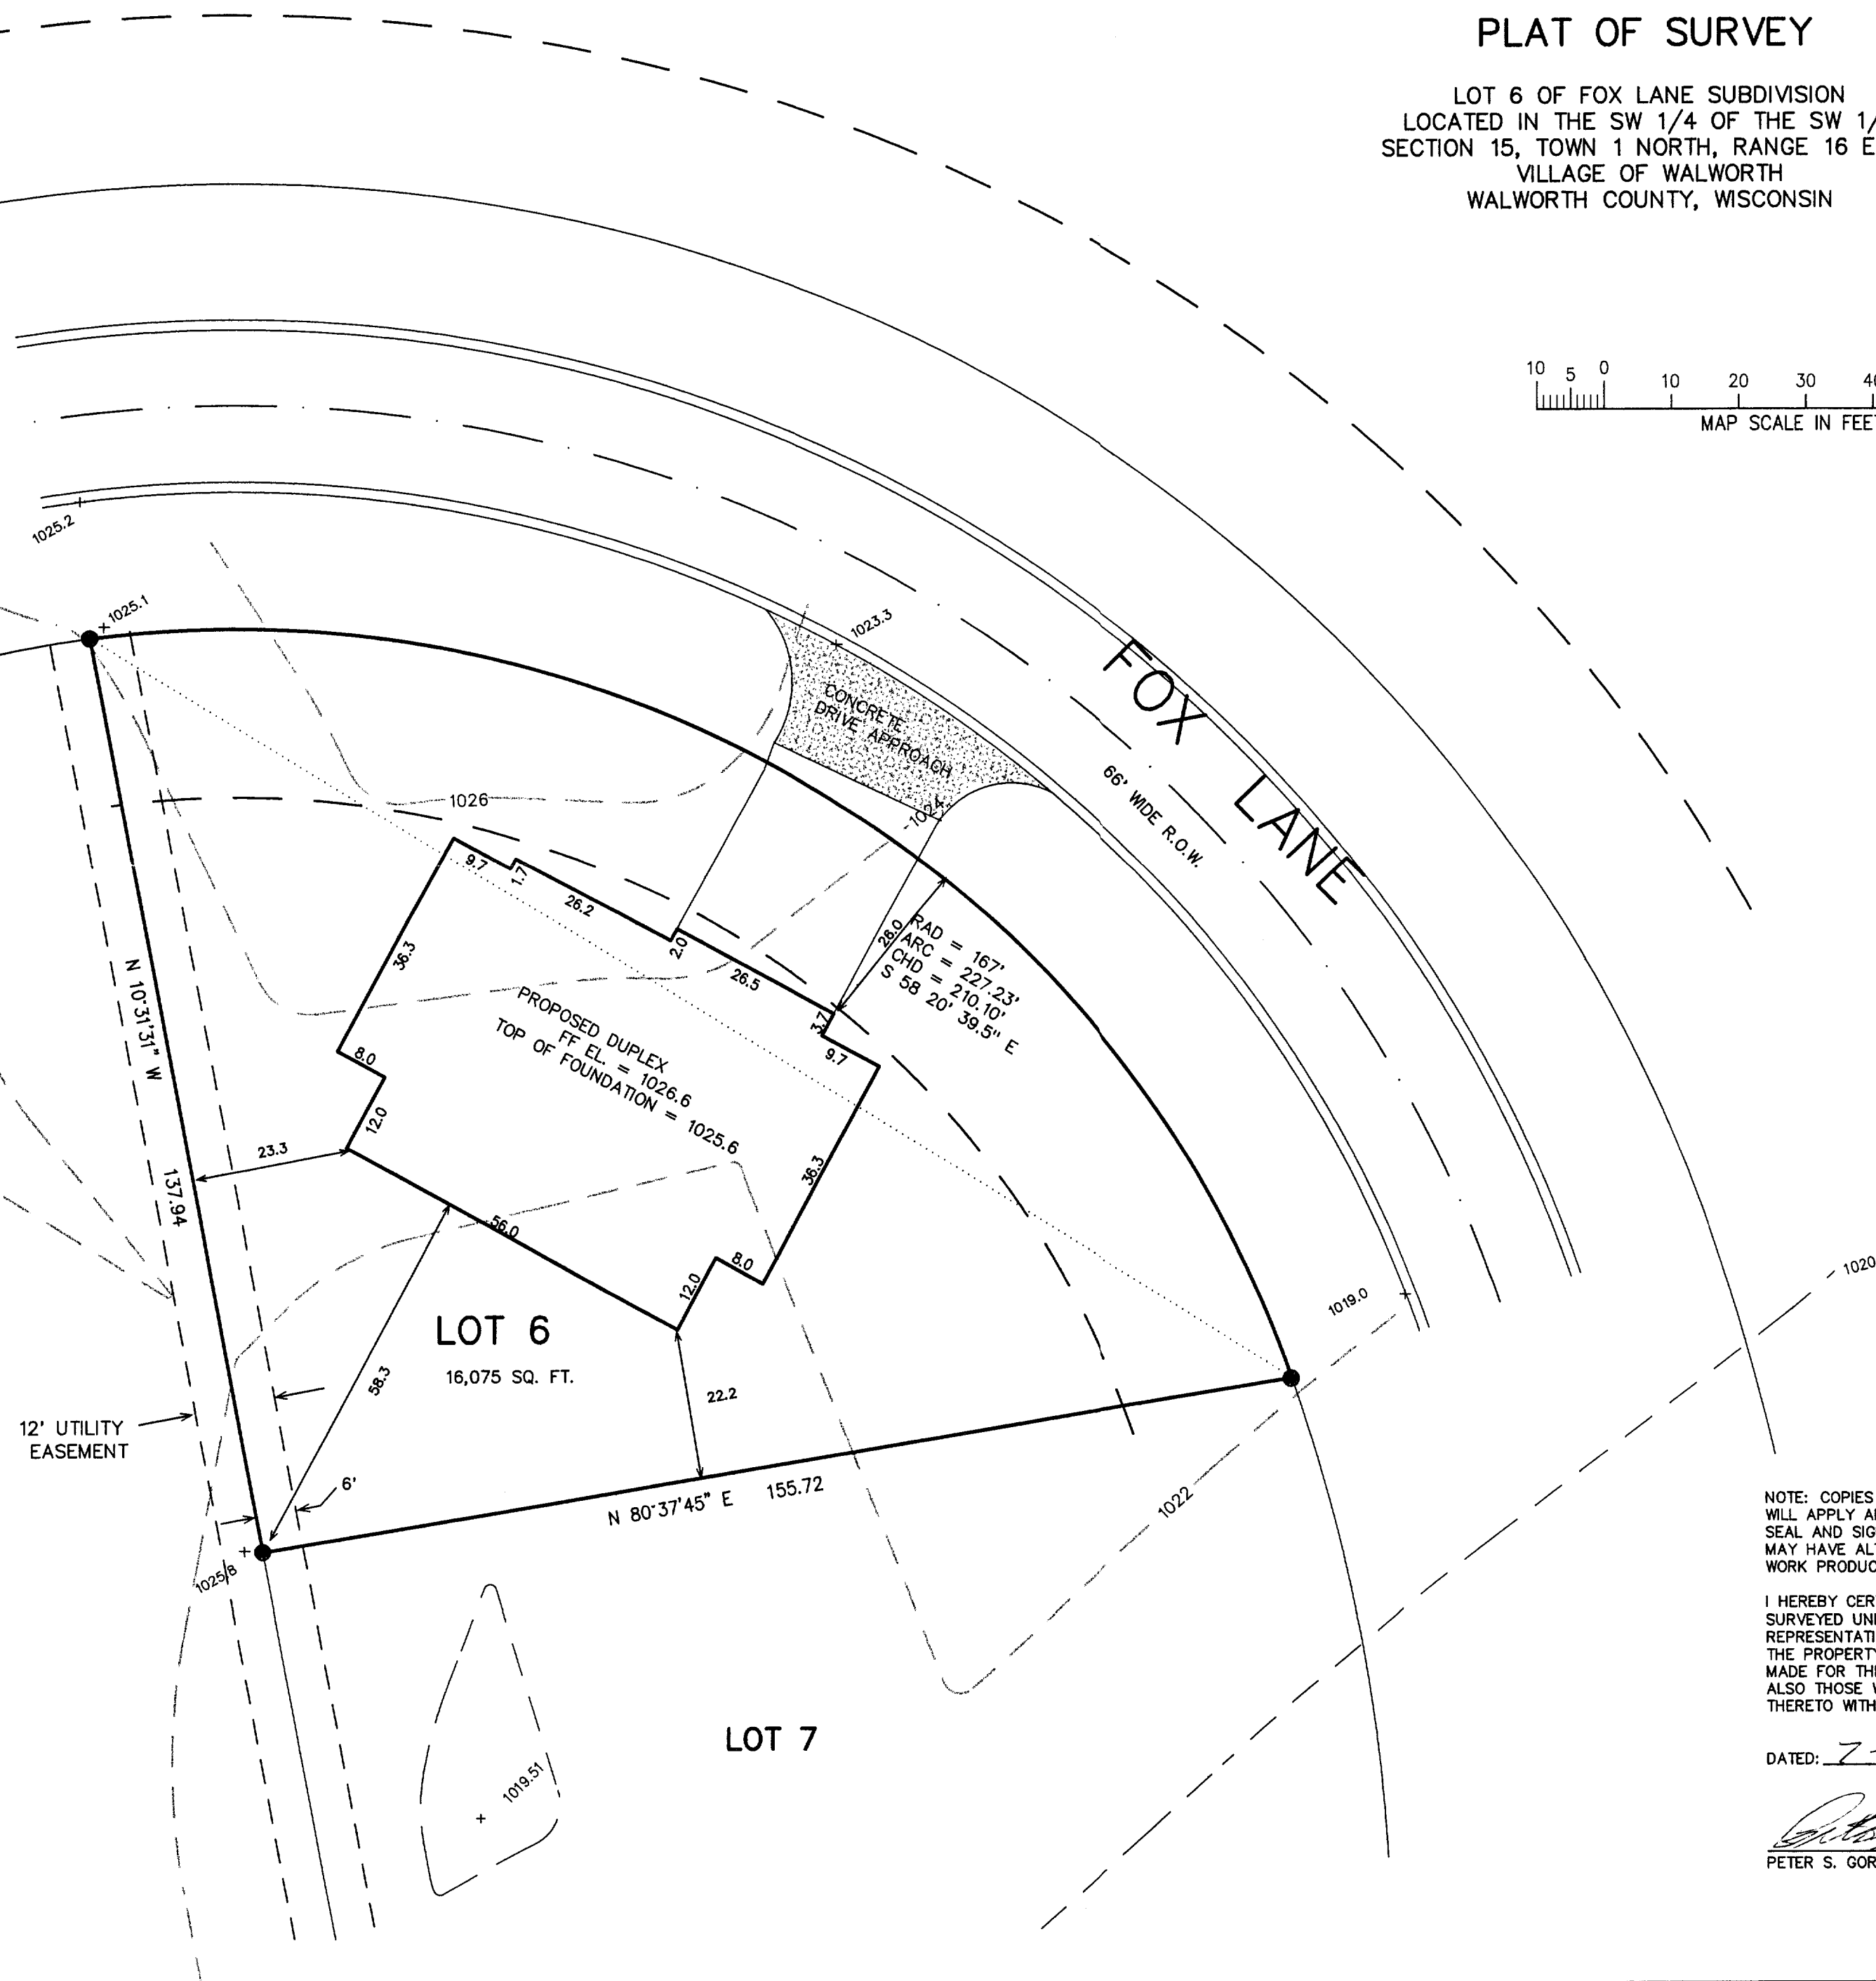 PLAT OF SURVEY
LOT 6 OF FOX LANE SUBDIVISION
LOCATED IN THE SW 1/4 OF THE SW 1/
SECTION 15, TOWN 1 NORTH, RANGE 16 E
VILLAGE OF WALWORTH
WALWORTH COUNTY, WISCONSIN
10 5 0 10 20 30 40
MAP SCALE IN FEET
1025.2
1025.1
1023.3
CONCRETE
DRIVE APPROACH
FOX LANE
66' WIDE R.O.W.
1026
1024
9.7
1.7
26.2
2.0
26.5
3.7
9.7
36.3
28.0
RAD = 167'
ARC = 227.23'
CHD = 210.10'
S 58 20' 39.5" E
N 10°31'31" W
137.94
PROPOSED DUPLEX
FF EL. = 1026.6
TOP OF FOUNDATION = 1025.6
8.0
12.0
23.3
36.3
56.0
8.0
12.0
58.3
22.2
LOT 6
16,075 SQ. FT.
1019.0
1020
12' UTILITY
EASEMENT
6'
N 80°37'45" E 155.72
1022
1025.8
LOT 7
1019.51
NOTE: COPIES
WILL APPLY A
SEAL AND SIG
MAY HAVE AL
WORK PRODUC
I HEREBY CER
SURVEYED UN
REPRESENTATI
THE PROPERTY
MADE FOR TH
ALSO THOSE
THERETO WITH
DATED: 7-
PETER S. GOR